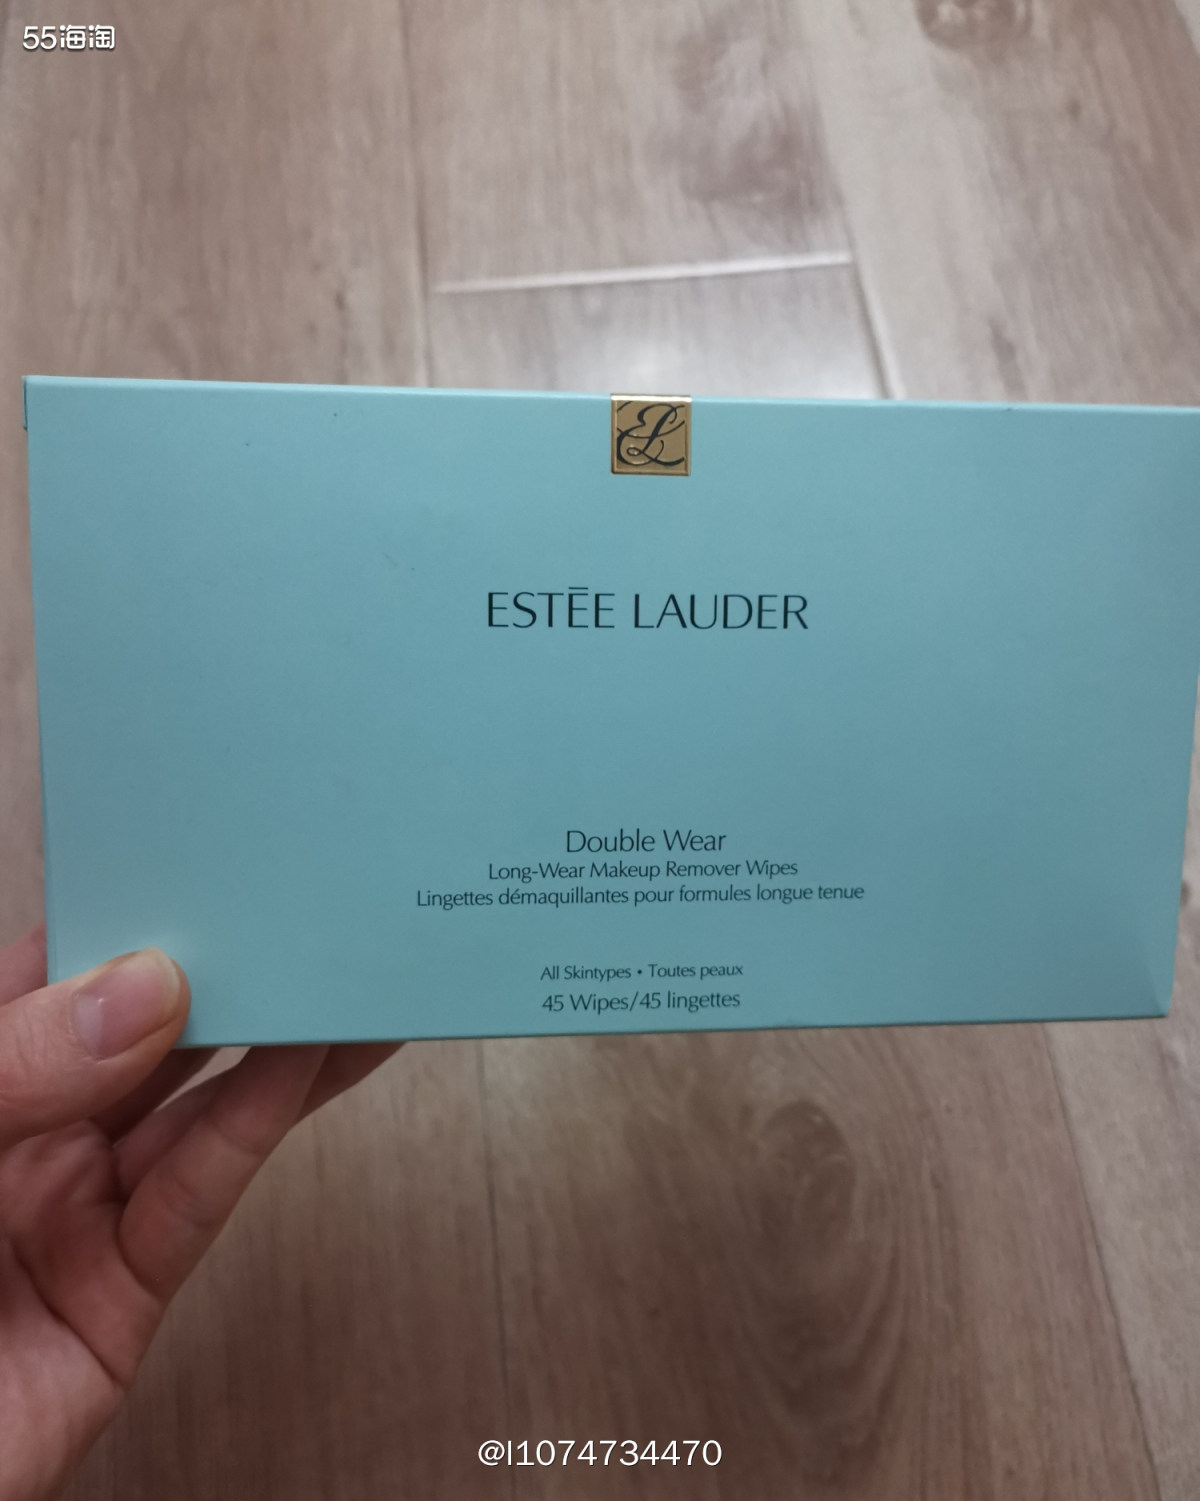 55海淘
EL
ESTĒE LAUDER
Double Wear
Long-Wear Makeup Remover Wipes
Lingettes démaquillantes pour formules longue tenue
All Skintypes • Toutes peaux
45 Wipes/45 lingettes
@l1074734470